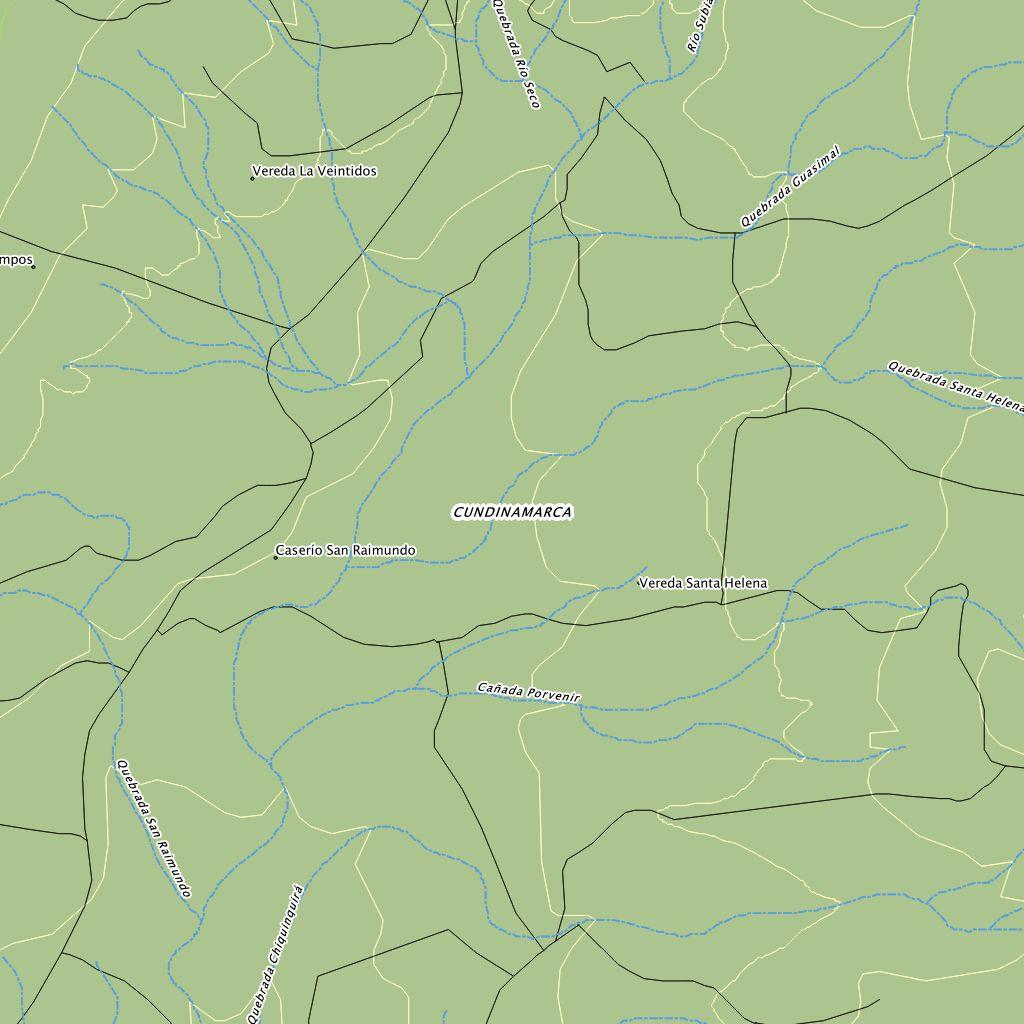 Quebrada Río Seco
Río Subia
Vereda La Veintidos
Quebrada Guasimal
mpos
Quebrada Santa Helena
CUNDINAMARCA
Caserío San Raimundo
Vereda Santa Helena
Cañada Porvenir
Quebrada San Raimundo
Quebrada Chiquinquirá